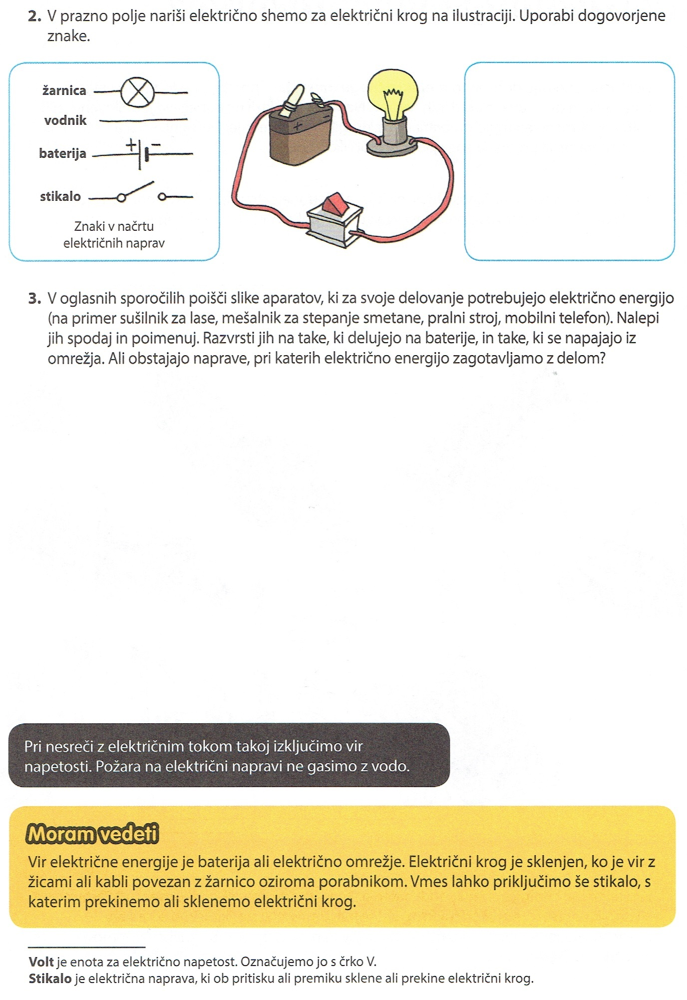 2. V prazno polje nariši električno shemo za električni krog na ilustraciji. Uporabi dogovorjene
znake.
žarnica
vodnik
baterija + −
stikalo
Znaki v načrtu
električnih naprav
+ −
3. V oglasnih sporočilih poišči slike aparatov, ki za svoje delovanje potrebujejo električno energijo
(na primer sušilnik za lase, mešalnik za stepanje smetane, pralni stroj, mobilni telefon). Nalepi
jih spodaj in poimenuj. Razvrsti jih na take, ki delujejo na baterije, in take, ki se napajajo iz
omrežja. Ali obstajajo naprave, pri katerih električno energijo zagotavljamo z delom?
Pri nesreči z električnim tokom takoj izključimo vir
napetosti. Požara na električni napravi ne gasimo z vodo.
Moram vedeti
Vir električne energije je baterija ali električno omrežje. Električni krog je sklenjen, ko je vir z
žicami ali kabli povezan z žarnico oziroma porabnikom. Vmes lahko priključimo še stikalo, s
katerim prekinemo ali sklenemo električni krog.
Volt je enota za električno napetost. Označujemo jo s črko V.
Stikalo je električna naprava, ki ob pritisku ali premiku sklene ali prekine električni krog.